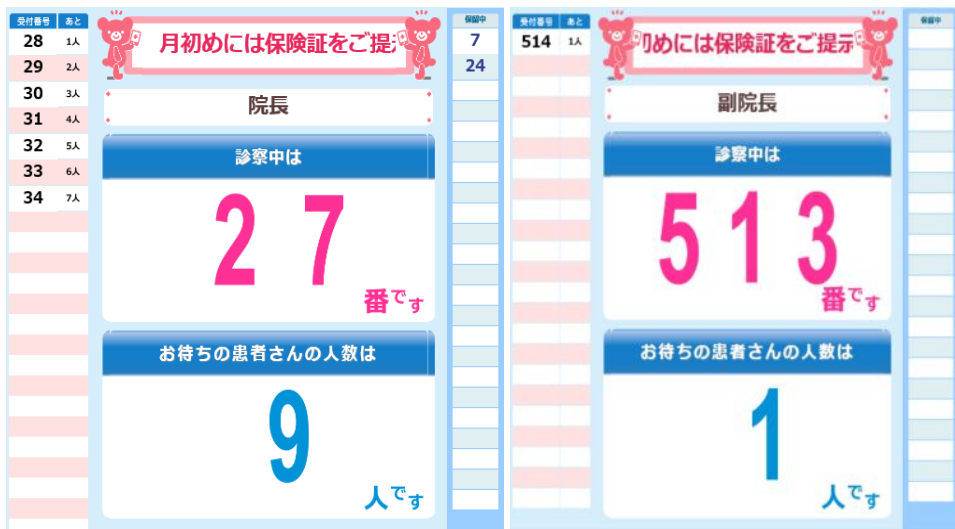 受付番号 あと
28 1人
29 2人
30 3人
31 4人
32 5人
33 6人
34 7人
月初めには保険証をご提
院長
診察中は
27
番です
お待ちの患者さんの人数は
9
人です
保留中
7
24
受付番号 あと
514 1人
初めには保険証をご提示
副院長
診察中は
513
番です
お待ちの患者さんの人数は
1
人です
保留中